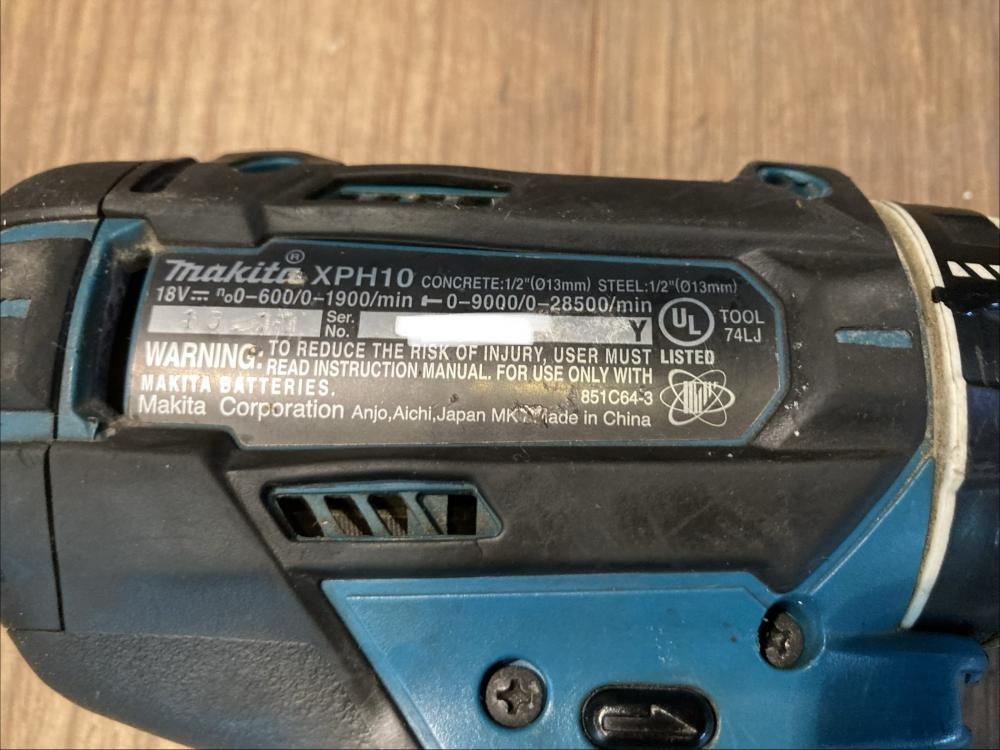 makita® XPH10 CONCRETE:1/2"(Ø13mm) STEEL:1/2"(Ø13mm)
18V⎓ n₀0-600/0-1900/min 0-9000/0-28500/min
Ser.
No. Y
UL TOOL
74LJ
LISTED
WARNING: TO REDUCE THE RISK OF INJURY, USER MUST
READ INSTRUCTION MANUAL. FOR USE ONLY WITH
MAKITA BATTERIES. 851C64-3
Makita Corporation Anjo,Aichi,Japan Made in China